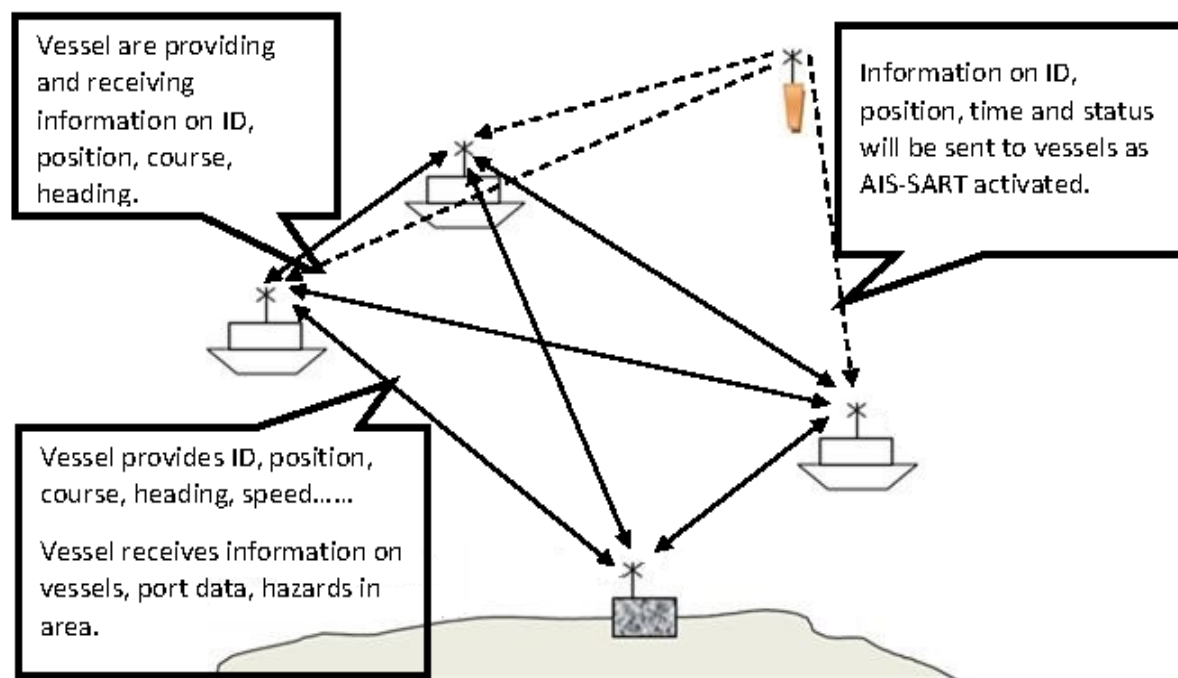 Vessel are providing
and receiving
information on ID,
position, course,
heading.
Information on ID,
position, time and status
will be sent to vessels as
AIS-SART activated.
Vessel provides ID, position,
course, heading, speed......
Vessel receives information on
vessels, port data, hazards in
area.